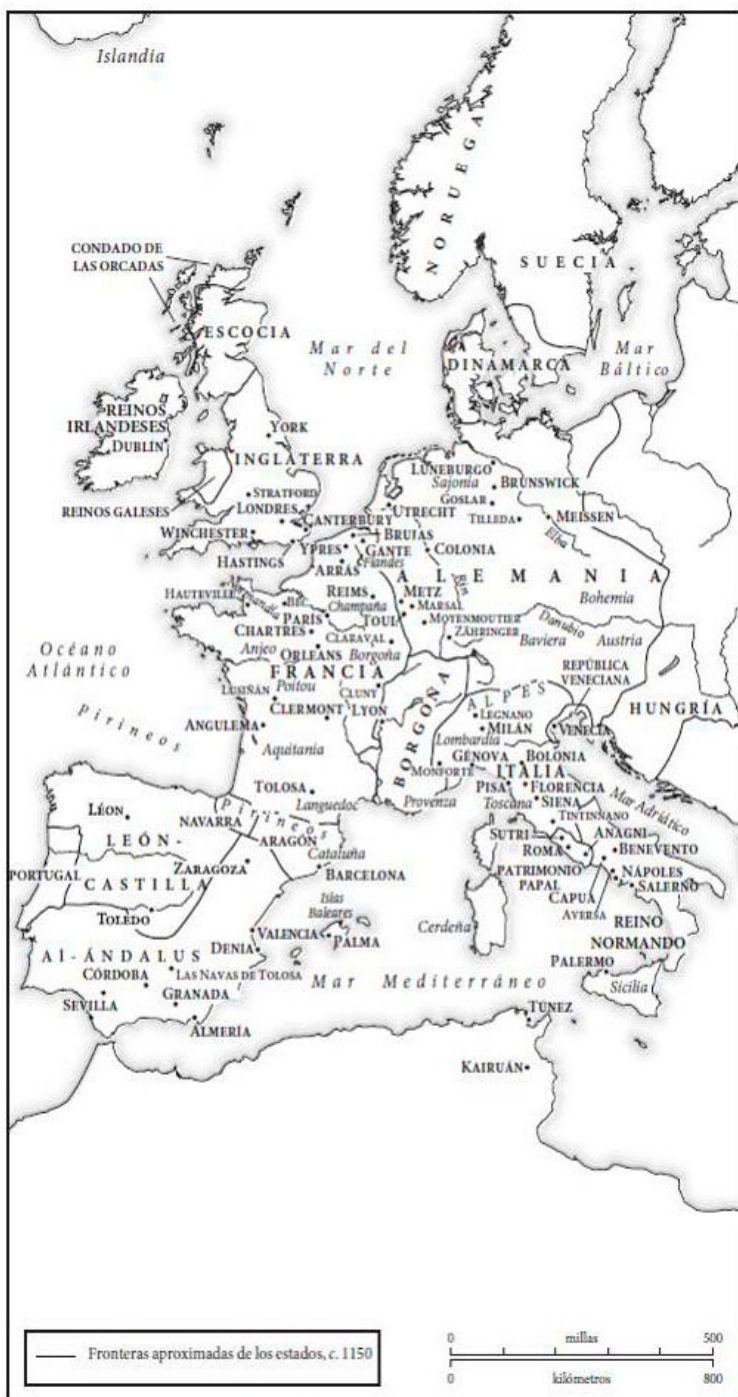 Islandia
NORUEGA
SUECIA
CONDADO DE
LAS ORCADAS
ESCOCIA
Mar del
Norte
DINAMARCA
Mar
Báltico
REINOS
IRLANDESES
DUBLÍN
YORK
INGLATERRA
REINOS GALESES
STRATFORD
LONDRES
CANTERBURY
WINCHESTER
HASTINGS
LUNEBURGO
Sajonia
BRUNSWICK
GOSLAR
UTRECHT
TILLEDA
MEISSEN
Elba
BRUJAS
YPRES
GANTE
Flandes
COLONIA
ARRÁS
ALEMANIA
Rin
Bohemia
HAUTEVILLE
Normandía
BEC
REIMS
Champaña
METZ
MARSAL
PARÍS
TOUL
MOYENMOUTIER
CHARTRES
CLARAVAL
ZÄHRINGER
Danubio
Baviera
Austria
Anjeo
ORLEANS
Borgoña
Océano
Atlántico
FRANCIA
REPÚBLICA
VENECIANA
LUSIÑÁN
Poitou
CLUNY
ALPES
HUNGRÍA
Pirineos
CLERMONT
LYON
BORGOÑA
LEGNANO
MILÁN
VENECIA
ANGULEMA
Lombardía
Aquitania
GÉNOVA
BOLONIA
MONFORTE
ITALIA
TOLOSA
Languedoc
Provenza
PISA
FLORENCIA
Toscana
SIENA
Mar Adriático
LÉON
NAVARRA
Pirineos
TINTINNANO
LEÓN-
ARAGÓN
SUTRI
ANAGNI
Cataluña
ROMA
BENEVENTO
PORTUGAL
CASTILLA
ZARAGOZA
BARCELONA
PATRIMONIO
PAPAL
NÁPOLES
CAPUA
SALERNO
Islas
Baleares
AVERSA
TOLEDO
Cerdeña
REINO
NORMANDO
VALENCIA
PALMA
AÍ-ÁNDALUS
DENIA
PALERMO
CÓRDOBA
LAS NAVAS DE TOLOSA
Mar Mediterráneo
Sicilia
SEVILLA
GRANADA
TÚNEZ
ALMERÍA
KAIRUÁN
Fronteras aproximadas de los estados, c. 1150
0 millas 500
0 kilómetros 800